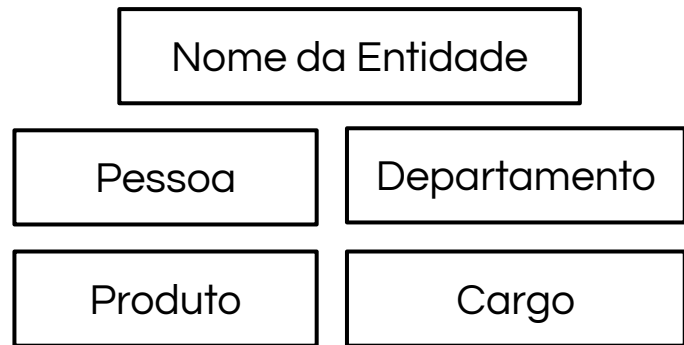 Nome da Entidade
Pessoa
Departamento
Produto
Cargo